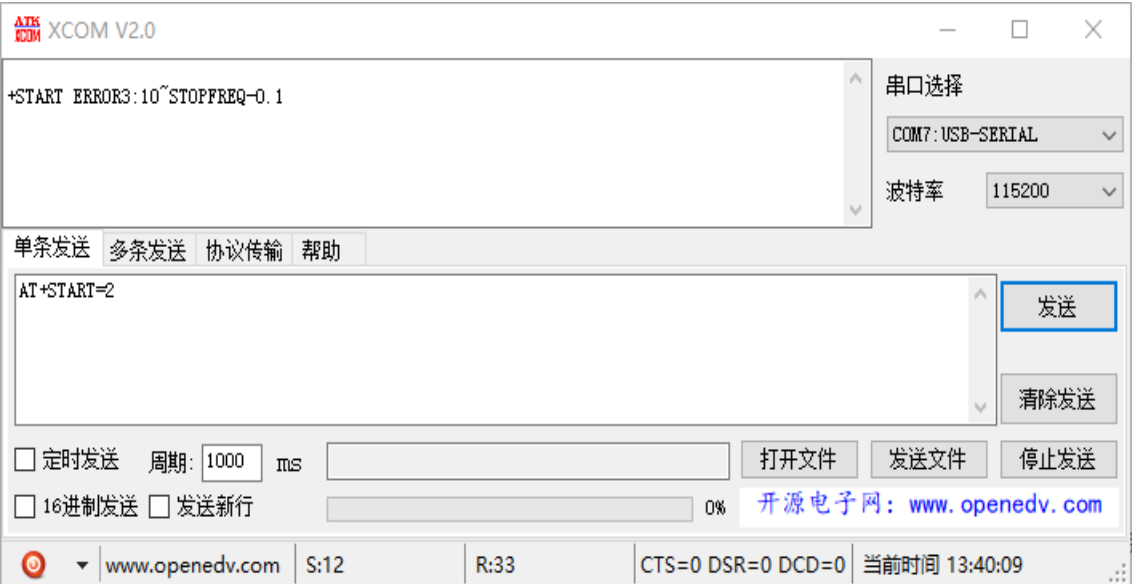 ATK XCOM XCOM V2.0
+START ERROR3:10~STOPFREQ-0.1
串口选择
COM7:USB-SERIAL
波特率 115200
单条发送 多条发送 协议传输 帮助
AT+START=2
发送
清除发送
定时发送 周期: 1000 ms 打开文件 发送文件 停止发送
16进制发送 发送新行 0% 开源电子网: www.openedv.com
www.openedv.com S:12 R:33 CTS=0 DSR=0 DCD=0 当前时间 13:40:09